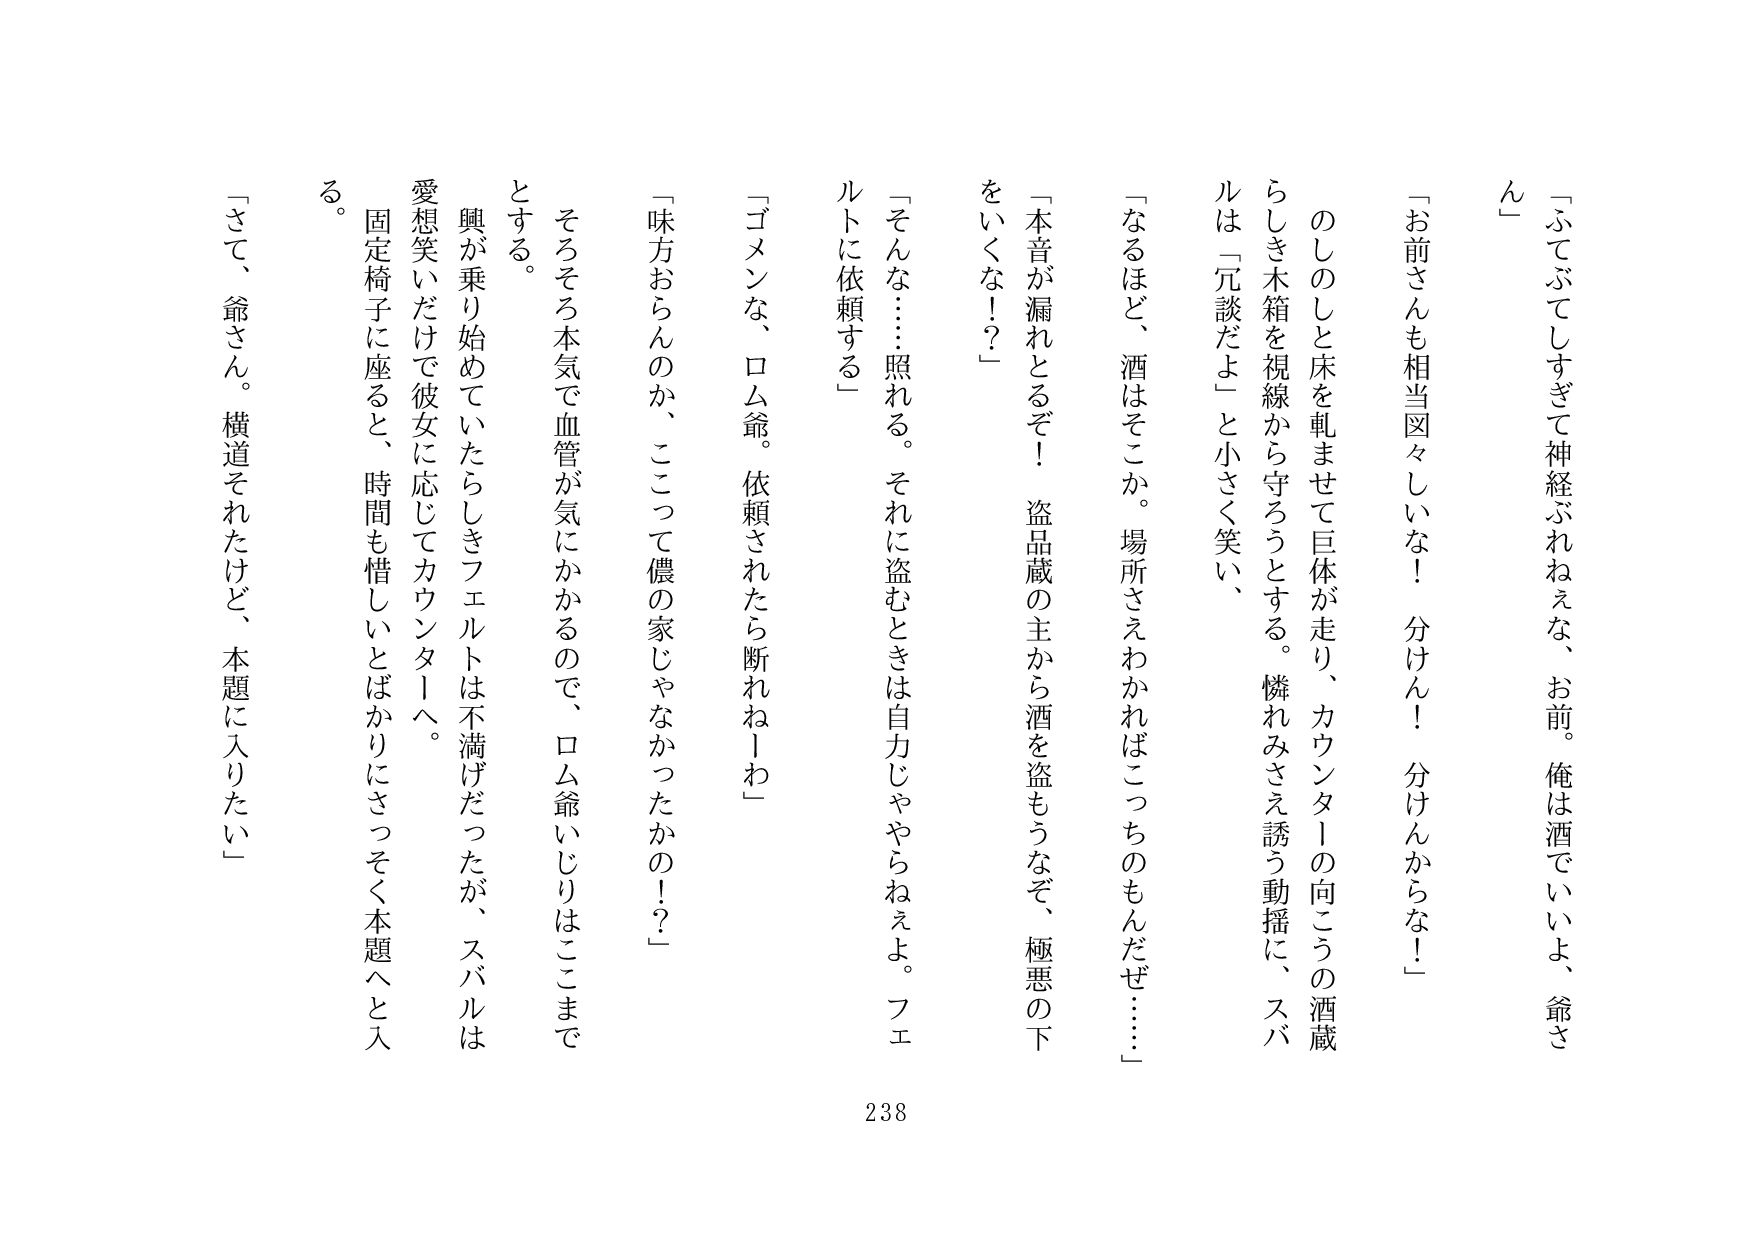 「ふてぶてしすぎて神経ぶれねぇな、お前。俺は酒でいいよ、爺さ
ん」
「お前さんも相当図々しいな！　分けん！　分けんからな！」
　のしのしと床を軋ませて巨体が走り、カウンターの向こうの酒蔵
らしき木箱を視線から守ろうとする。憐れみさえ誘う動揺に、スバ
ルは「冗談だよ」と小さく笑い、
「なるほど、酒はそこか。場所さえわかればこっちのもんだぜ……」
「本音が漏れとるぞ！　盗品蔵の主から酒を盗もうなぞ、極悪の下
をいくな！？」
「そんな……照れる。それに盗むときは自力じゃやらねぇよ。フェ
ルトに依頼する」
「ゴメンな、ロム爺。依頼されたら断れねーわ」
「味方おらんのか、ここって儂の家じゃなかったかの！？」
　そろそろ本気で血管が気にかかるので、ロム爺いじりはここまで
とする。
　興が乗り始めていたらしきフェルトは不満げだったが、スバルは
愛想笑いだけで彼女に応じてカウンターへ。
　固定椅子に座ると、時間も惜しいとばかりにさっそく本題へと入
る。
「さて、爺さん。横道それたけど、本題に入りたい」
238